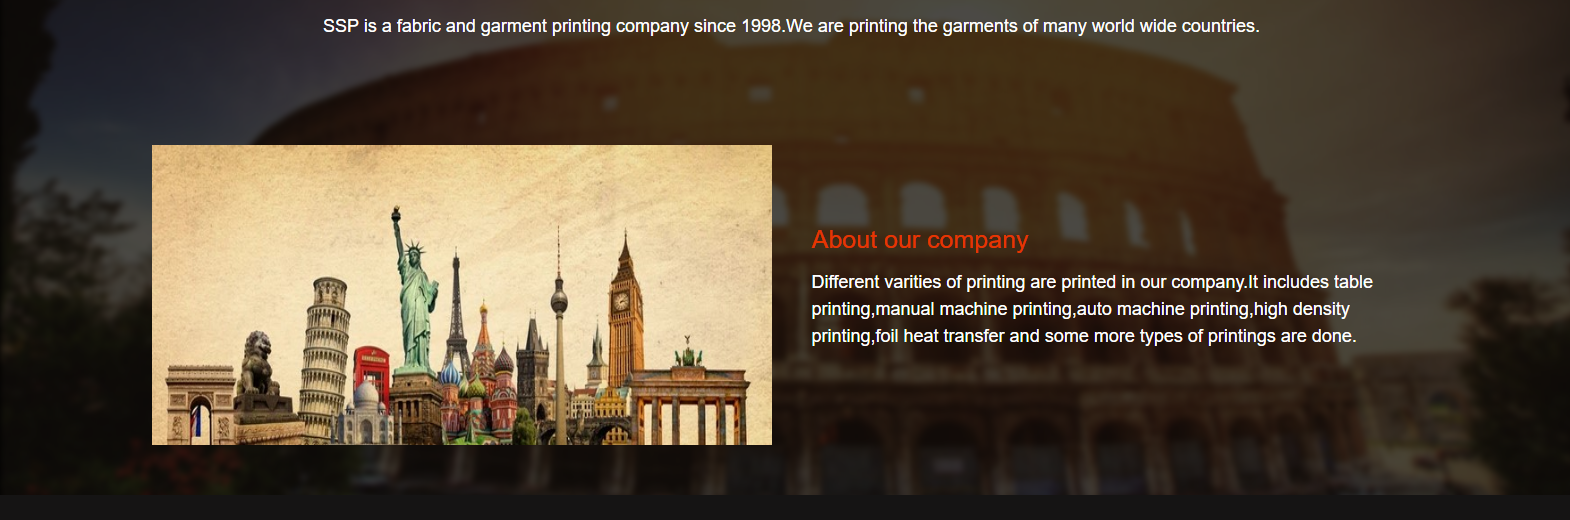 SSP is a fabric and garment printing company since 1998.We are printing the garments of many world wide countries.
About our company
Different varities of printing are printed in our company.It includes table
printing,manual machine printing,auto machine printing,high density
printing,foil heat transfer and some more types of printings are done.